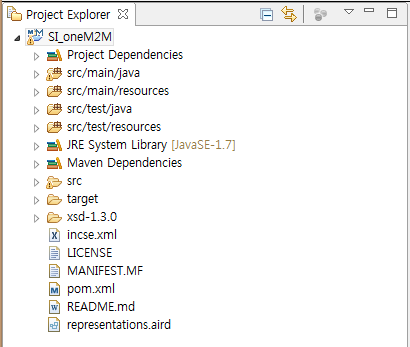 Project Explorer
SI_oneM2M
Project Dependencies
src/main/java
src/main/resources
src/test/java
src/test/resources
JRE System Library [JavaSE-1.7]
Maven Dependencies
src
target
xsd-1.3.0
incse.xml
LICENSE
MANIFEST.MF
pom.xml
README.md
representations.aird